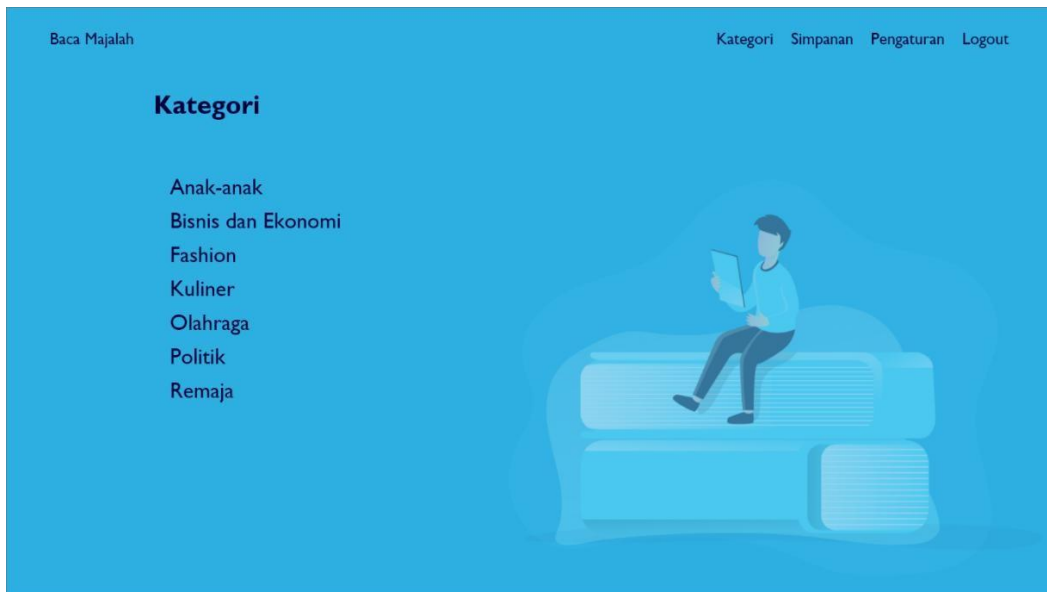 Baca Majalah
Kategori Simpanan Pengaturan Logout
Kategori
Anak-anak
Bisnis dan Ekonomi
Fashion
Kuliner
Olahraga
Politik
Remaja